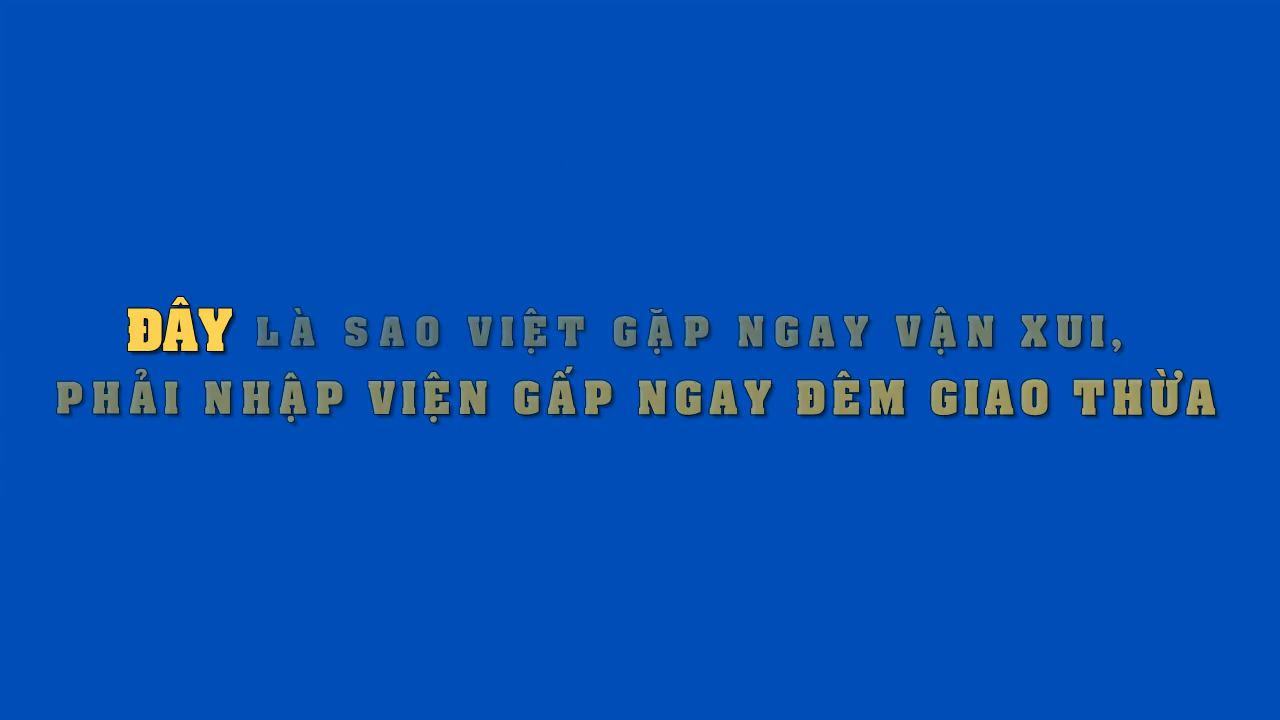 ĐÂY LÀ SAO VIỆT GẶP NGAY VẬN XUI,
PHẢI NHẬP VIỆN GẤP NGAY ĐÊM GIAO THỪA